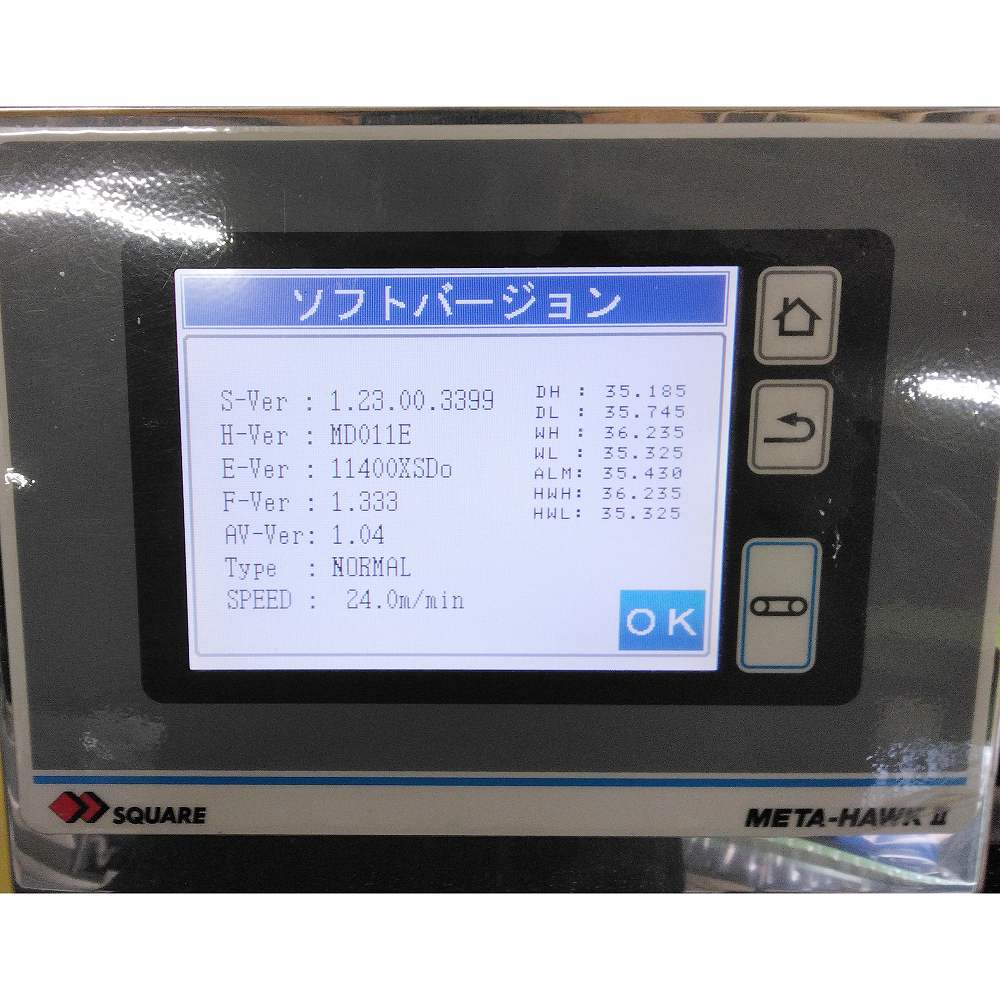 ソフトバージョン
S-Ver : 1.23.00.3399
H-Ver : MD011E
E-Ver : 11400XSDo
F-Ver : 1.333
AV-Ver: 1.04
Type : NORMAL
SPEED : 24.0m/min
DH : 35.185
DL : 35.745
WH : 36.235
WL : 35.325
ALM: 35.430
HWH: 36.235
HWL: 35.325
OK
SQUARE
META-HAWK II